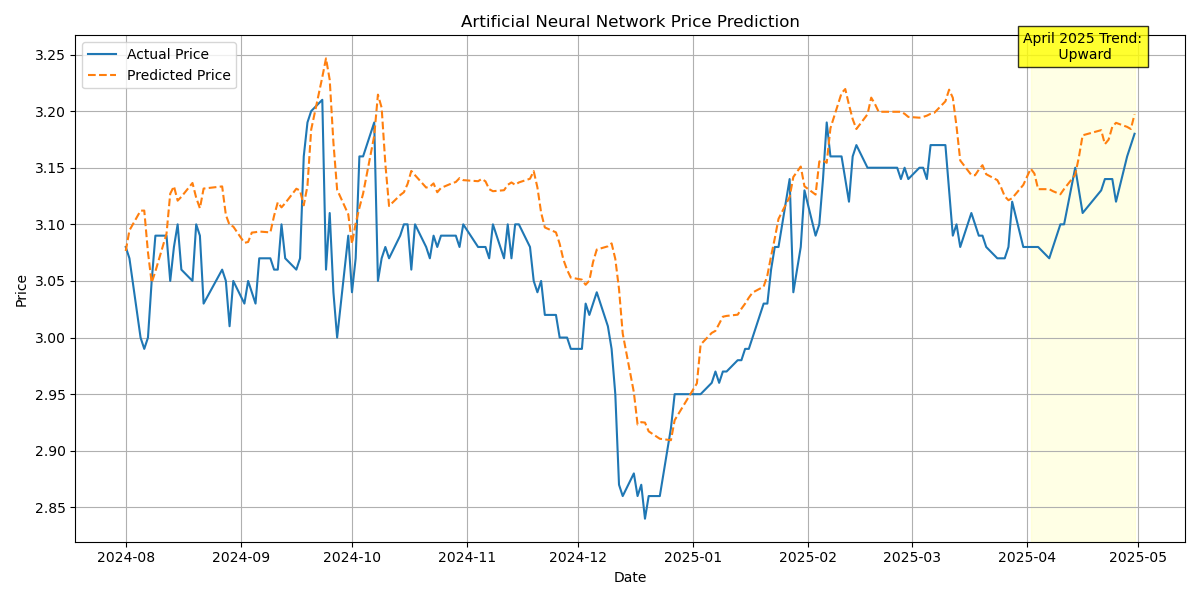 Artificial Neural Network Price Prediction
April 2025 Trend:
Upward
Actual Price
Predicted Price
Price
3.25
3.20
3.15
3.10
3.05
3.00
2.95
2.90
2.85
2024-08 2024-09 2024-10 2024-11 2024-12 2025-01 2025-02 2025-03 2025-04 2025-05
Date